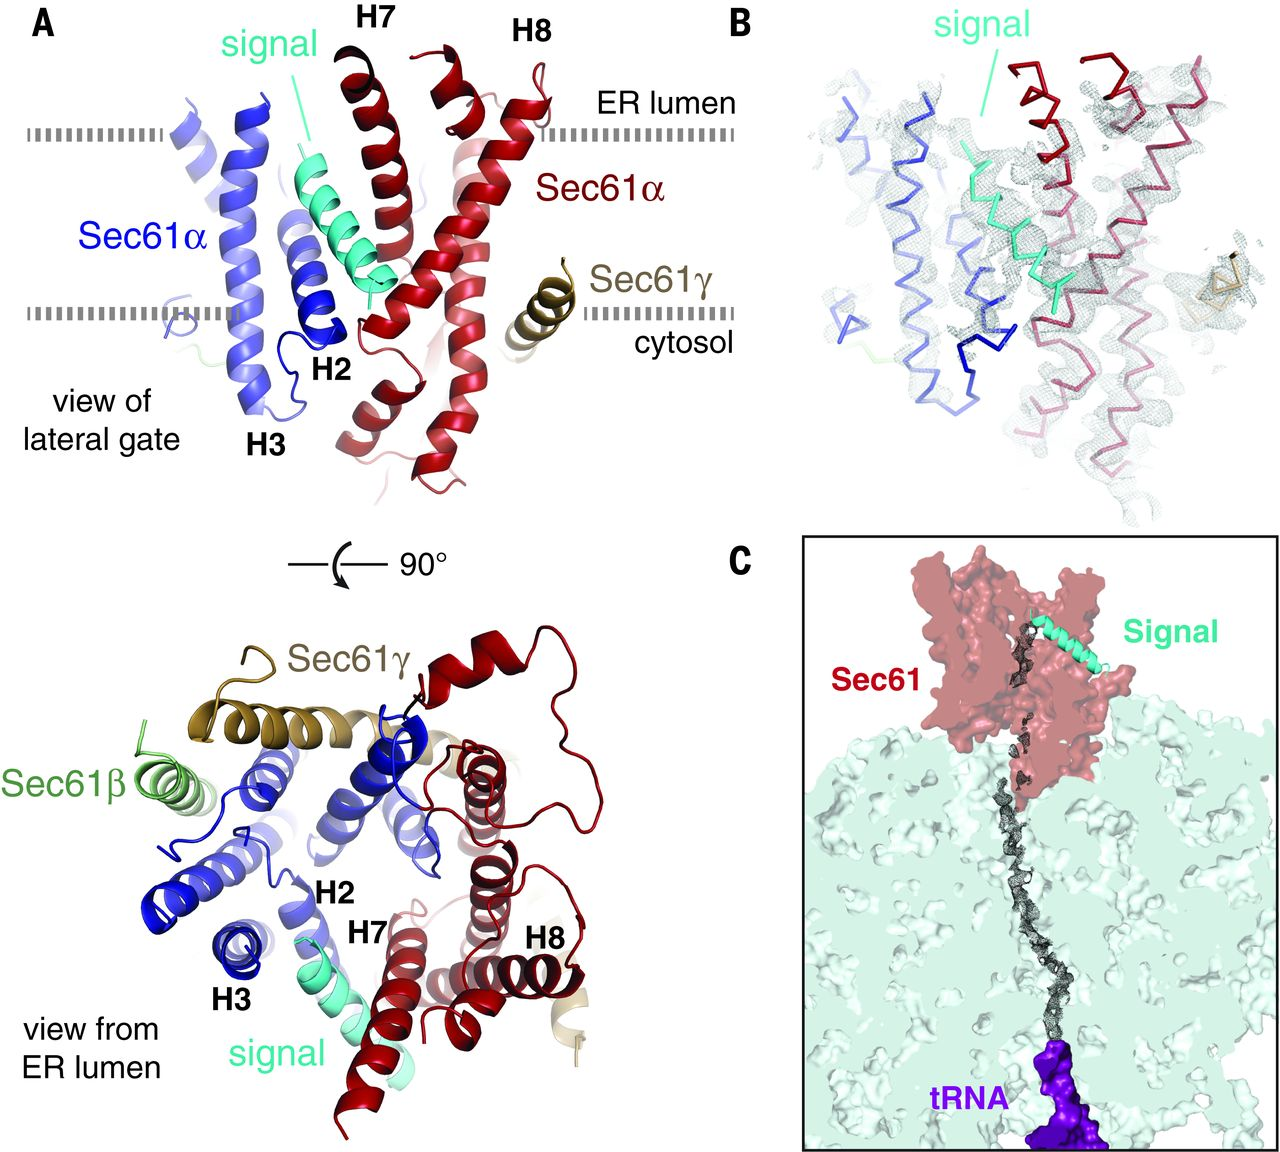 A
signal
H7
H8
ER lumen
Sec61α
Sec61α
Sec61γ
cytosol
H2
H3
view of
lateral gate
90°
Sec61γ
Sec61β
H2
H7
H8
H3
signal
view from
ER lumen
B
signal
C
Signal
Sec61
tRNA